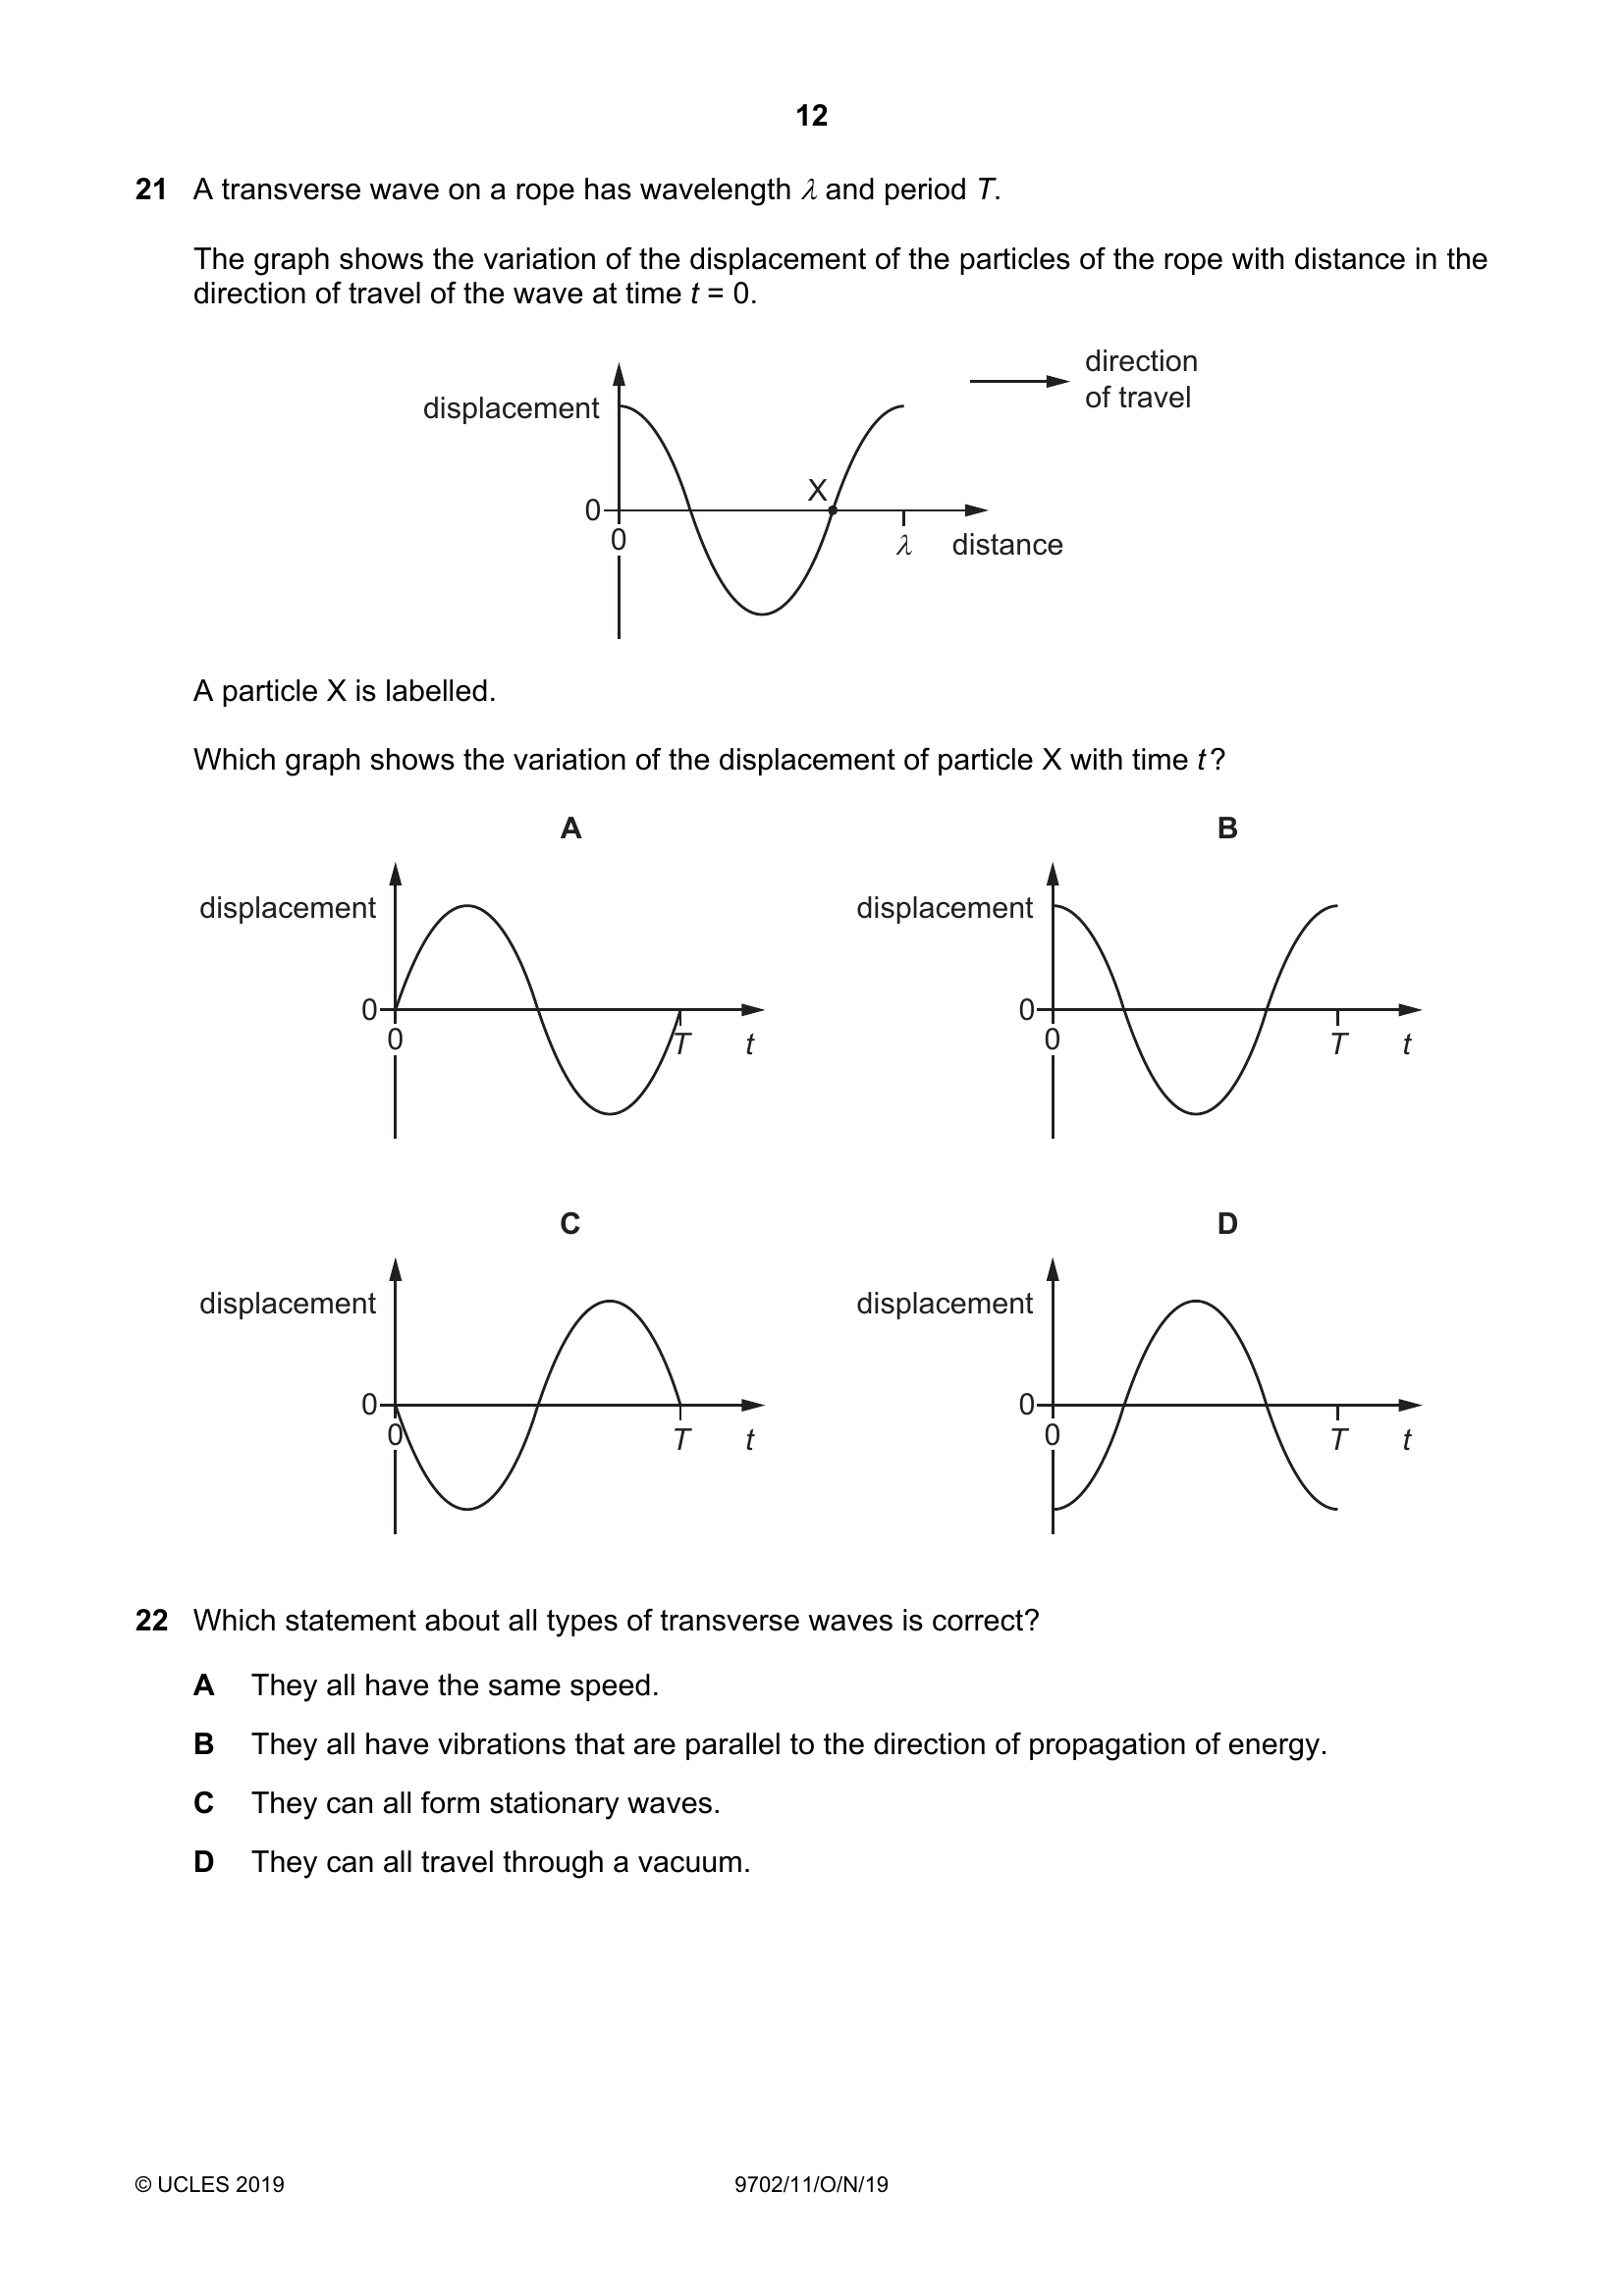 12
21 A transverse wave on a rope has wavelength λ and period T.
The graph shows the variation of the displacement of the particles of the rope with distance in the
direction of travel of the wave at time t = 0.
direction
of travel
displacement
X
0
0
λ
distance
A particle X is labelled.
Which graph shows the variation of the displacement of particle X with time t?
A
displacement
0
0
T
t
B
displacement
0
0
T
t
C
displacement
0
0
T
t
D
displacement
0
0
T
t
22 Which statement about all types of transverse waves is correct?
A They all have the same speed.
B They all have vibrations that are parallel to the direction of propagation of energy.
C They can all form stationary waves.
D They can all travel through a vacuum.
© UCLES 2019
9702/11/O/N/19